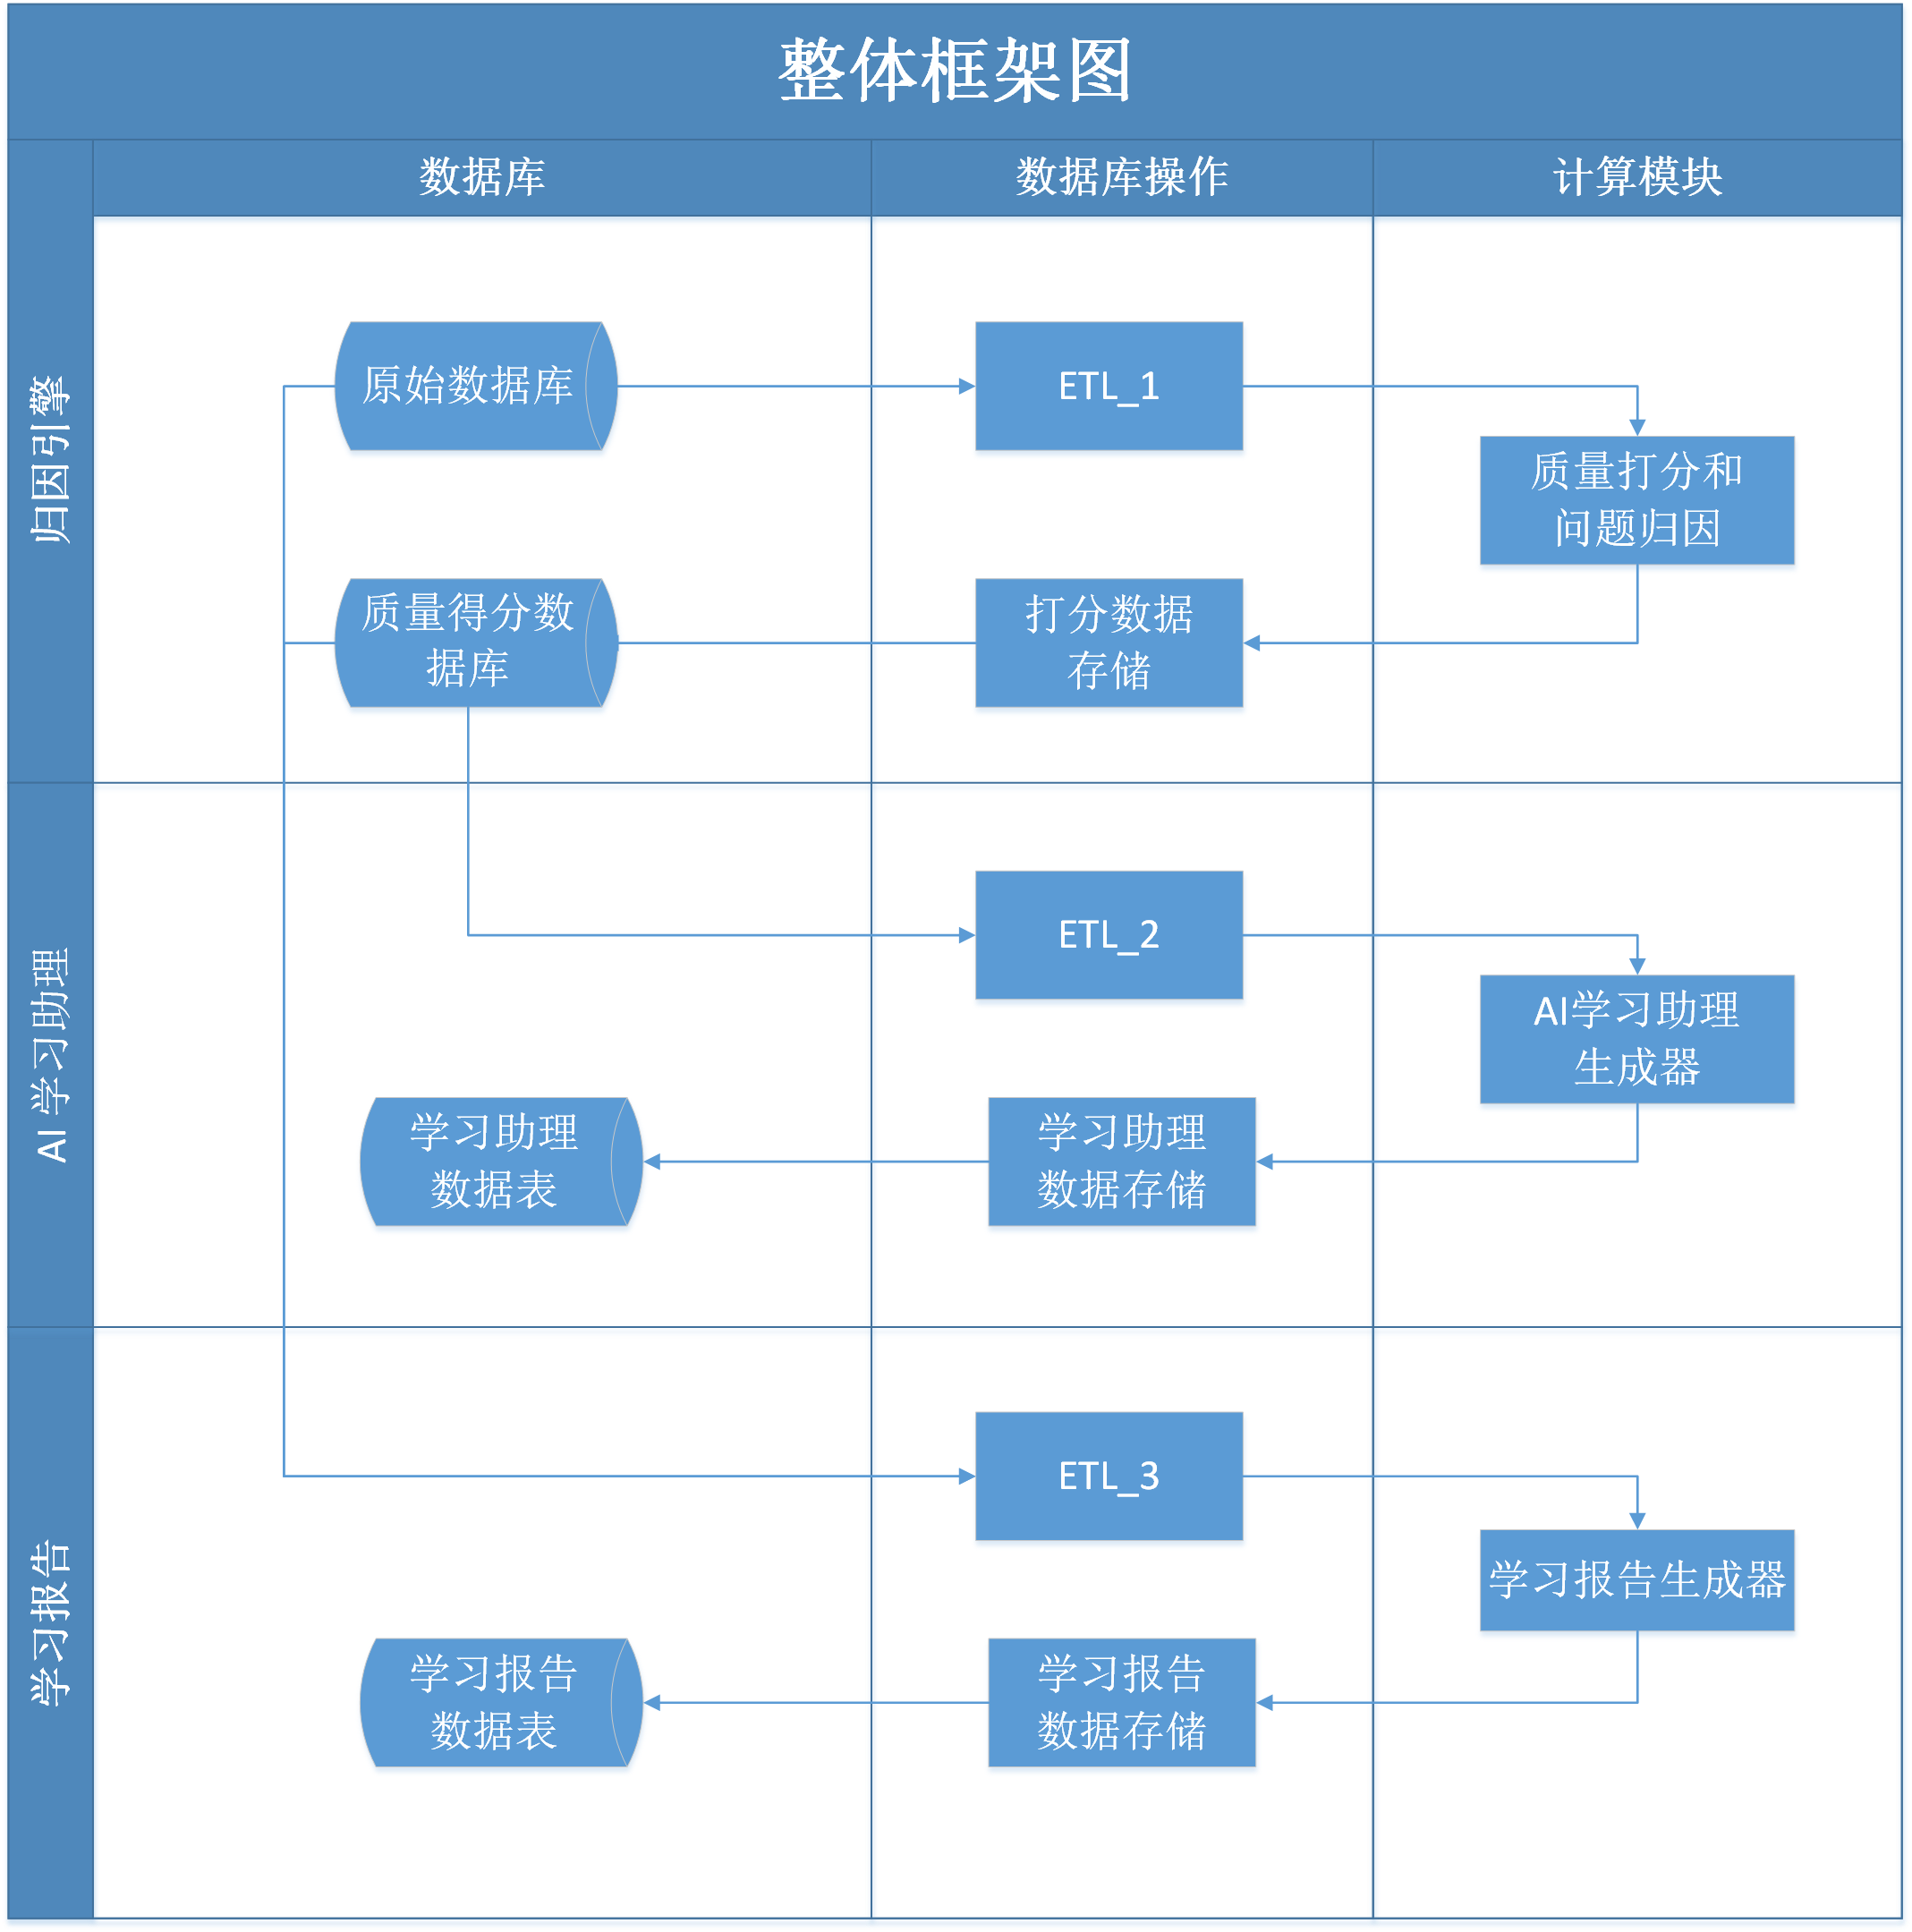 整体框架图
数据库
数据库操作
计算模块
归因引擎
原始数据库
ETL_1
质量打分和
问题归因
质量得分数
据库
打分数据
存储
AI 学习助理
ETL_2
AI学习助理
生成器
学习助理
数据表
学习助理
数据存储
学习报告
ETL_3
学习报告生成器
学习报告
数据表
学习报告
数据存储